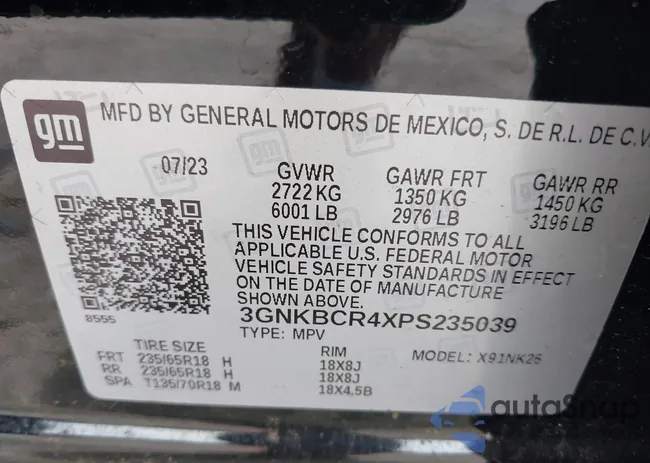 gm
MFD BY GENERAL MOTORS DE MEXICO, S. DE R.L. DE C.V.
07/23 GVWR GAWR FRT GAWR RR
2722 KG 1350 KG 1450 KG
6001 LB 2976 LB 3196 LB
THIS VEHICLE CONFORMS TO ALL
APPLICABLE U.S. FEDERAL MOTOR
VEHICLE SAFETY STANDARDS IN EFFECT
ON THE DATE OF MANUFACTURE
SHOWN ABOVE.
8555
3GNKBCR4XPS235039
TYPE: MPV MODEL: X91NK26
TIRE SIZE RIM
FRT 235/65R18 H 18X8J
RR 235/65R18 H 18X8J
SPA T135/70R18 M 18X4.5B
autoSnap